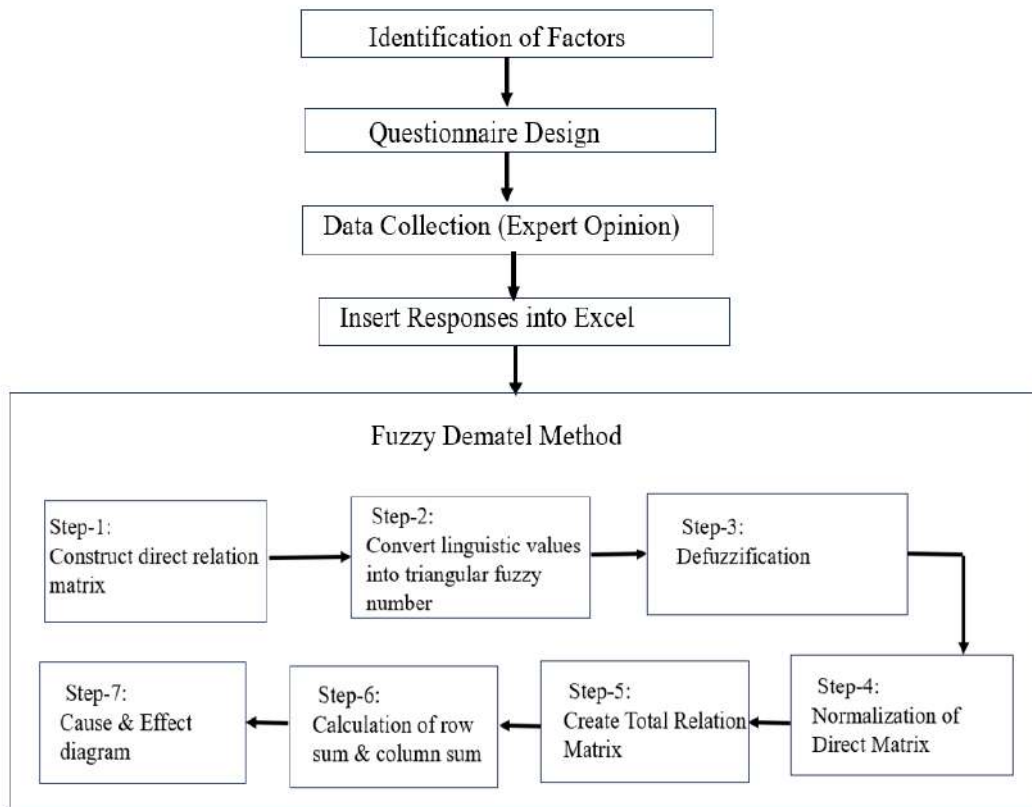 Identification of Factors
Questionnaire Design
Data Collection (Expert Opinion)
Insert Responses into Excel
Fuzzy Dematel Method
Step-1:
Construct direct relation
matrix
Step-2:
Convert linguistic values
into triangular fuzzy
number
Step-3:
Defuzzification
Step-4:
Normalization of
Direct Matrix
Step-5:
Create Total Relation
Matrix
Step-6:
Calculation of row
sum & column sum
Step-7:
Cause & Effect
diagram